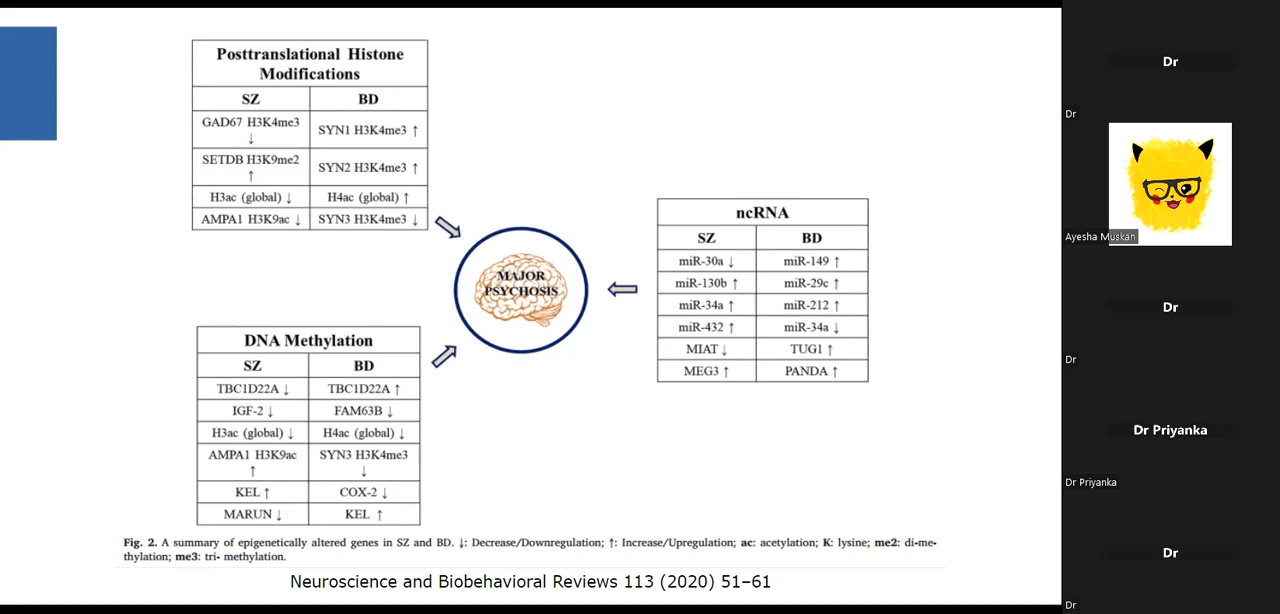 Posttranslational Histone
Modifications
SZ BD
GAD67 H3K4me3
↓
SYN1 H3K4me3 ↑
SETDB H3K9me2
↑
SYN2 H3K4me3 ↑
H3ac (global) ↓ H4ac (global) ↑
AMPA1 H3K9ac ↓ SYN3 H3K4me3 ↓
MAJOR
PSYCHOSIS
ncRNA
SZ BD
miR-30a ↓ miR-149 ↑
miR-130b ↑ miR-29c ↑
miR-34a ↑ miR-212 ↑
miR-432 ↑ miR-34a ↓
MIAT ↓ TUG1 ↑
MEG3 ↑ PANDA ↑
DNA Methylation
SZ BD
TBC1D22A ↓ TBC1D22A ↑
IGF-2 ↓ FAM63B ↓
H3ac (global) ↓ H4ac (global) ↓
AMPA1 H3K9ac
↑
SYN3 H3K4me3
↓
KEL ↑ COX-2 ↓
MARUN ↓ KEL ↑
Fig. 2. A summary of epigenetically altered genes in SZ and BD. ↓: Decrease/Downregulation; ↑: Increase/Upregulation; ac: acetylation; K: lysine; me2: di-me-
thylation; me3: tri- methylation.
Neuroscience and Biobehavioral Reviews 113 (2020) 51–61
Dr
Dr
Ayesha Muskan
Dr
Dr
Dr Priyanka
Dr Priyanka
Dr
Dr